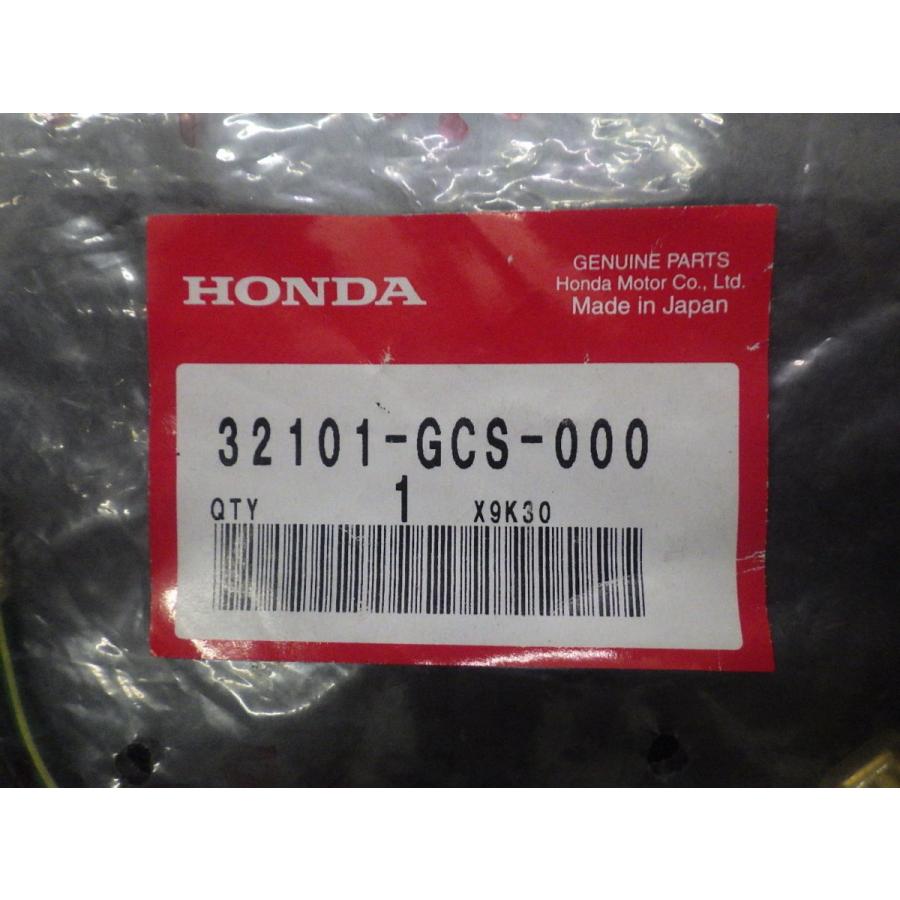 HONDA
GENUINE PARTS
Honda Motor Co., Ltd.
Made in Japan
32101-GCS-000
QTY 1 X9K30